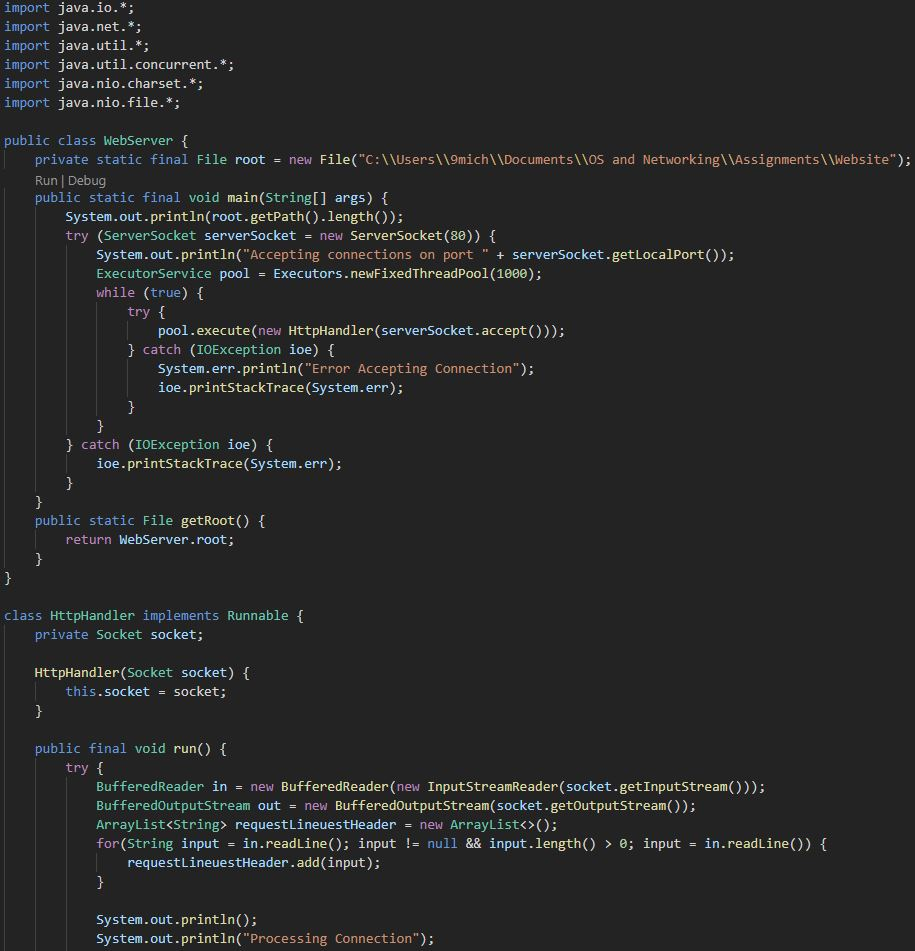 import java.io.*;
import java.net.*;
import java.util.*;
import java.util.concurrent.*;
import java.nio.charset.*;
import java.nio.file.*;

public class WebServer {
    private static final File root = new File("C:\\Users\\9mich\\Documents\\OS and Networking\\Assignments\\Website");
    Run | Debug
    public static final void main(String[] args) {
        System.out.println(root.getPath().length());
        try (ServerSocket serverSocket = new ServerSocket(80)) {
            System.out.println("Accepting connections on port " + serverSocket.getLocalPort());
            ExecutorService pool = Executors.newFixedThreadPool(1000);
            while (true) {
                try {
                    pool.execute(new HttpHandler(serverSocket.accept()));
                } catch (IOException ioe) {
                    System.err.println("Error Accepting Connection");
                    ioe.printStackTrace(System.err);
                }
            }
        } catch (IOException ioe) {
            ioe.printStackTrace(System.err);
        }
    }
    public static File getRoot() {
        return WebServer.root;
    }
}

class HttpHandler implements Runnable {
    private Socket socket;

    HttpHandler(Socket socket) {
        this.socket = socket;
    }

    public final void run() {
        try {
            BufferedReader in = new BufferedReader(new InputStreamReader(socket.getInputStream()));
            BufferedOutputStream out = new BufferedOutputStream(socket.getOutputStream());
            ArrayList<String> requestLineuestHeader = new ArrayList<>();
            for(String input = in.readLine(); input != null && input.length() > 0; input = in.readLine()) {
                requestLineuestHeader.add(input);
            }

            System.out.println();
            System.out.println("Processing Connection");